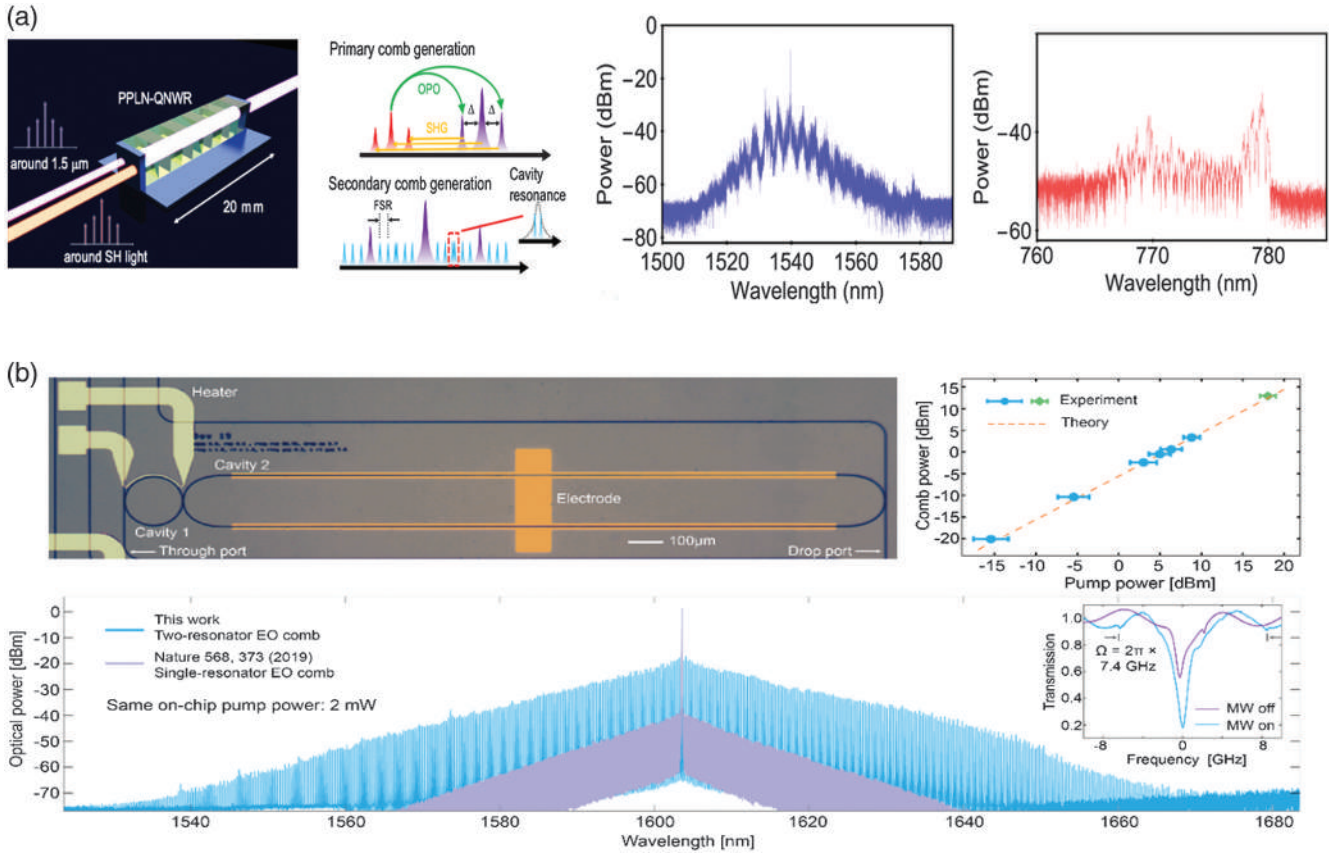 (a)
PPLN-QNWR
around 1.5 μm
20 mm
around SH light
Primary comb generation
OPO
Δ Δ
SHG
Secondary comb generation
FSR
Cavity
resonance
Power (dBm)
0
−20
−40
−60
−80
1500 1520 1540 1560 1580
Wavelength (nm)
Power (dBm)
−40
−60
760 770 780
Wavelength (nm)
(b)
Heater
Cavity 2
Electrode
Cavity 1
Through port
100μm
Drop port
Comb power [dBm]
15
10
5
0
-5
-10
-15
-20
Experiment
Theory
-15 -10 -5 0 5 10 15 20
Pump power [dBm]
Optical power [dBm]
0
-10
-20
-30
-40
-50
-60
-70
This work
Two-resonator EO comb
Nature 568, 373 (2019)
Single-resonator EO comb
Same on-chip pump power: 2 mW
1540 1560 1580 1600 1620 1640 1660 1680
Wavelength [nm]
Transmission
1.0
0.8
0.6
0.4
0.2
Ω = 2π ×
7.4 GHz
MW off
MW on
-8 0 8
Frequency [GHz]